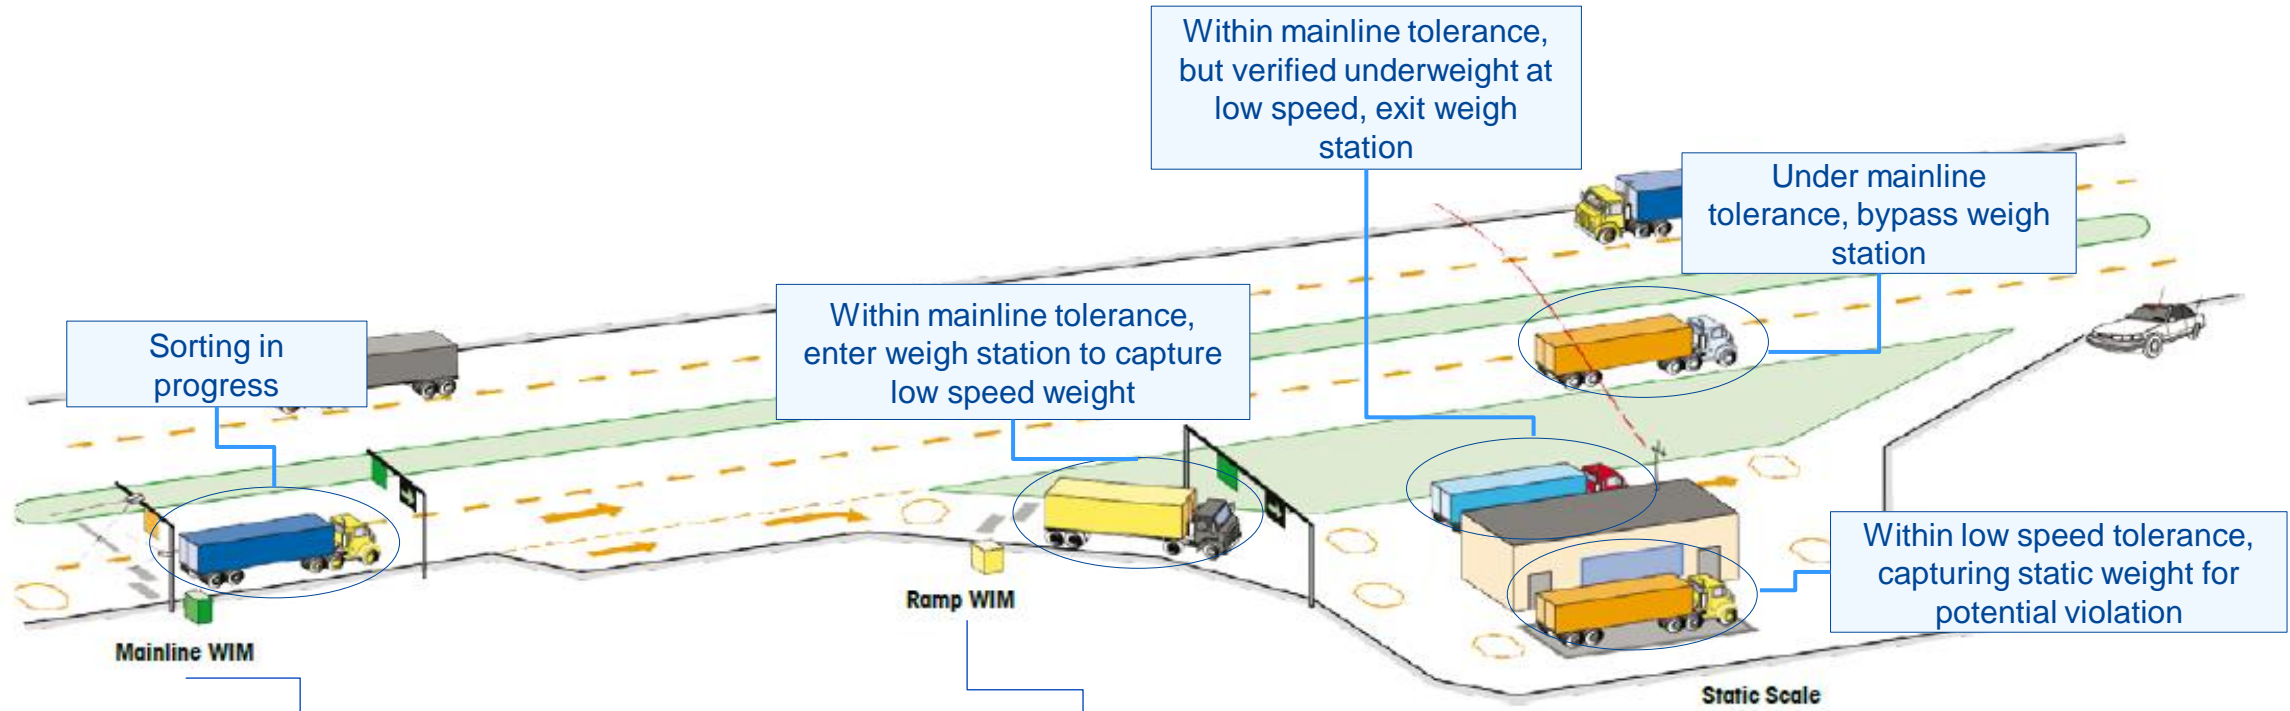 Within mainline tolerance,
but verified underweight at
low speed, exit weigh
station
Under mainline
tolerance, bypass weigh
station
Within mainline tolerance,
enter weigh station to capture
low speed weight
Sorting in
progress
Within low speed tolerance,
capturing static weight for
potential violation
Ramp WIM
Mainline WIM
Static Scale